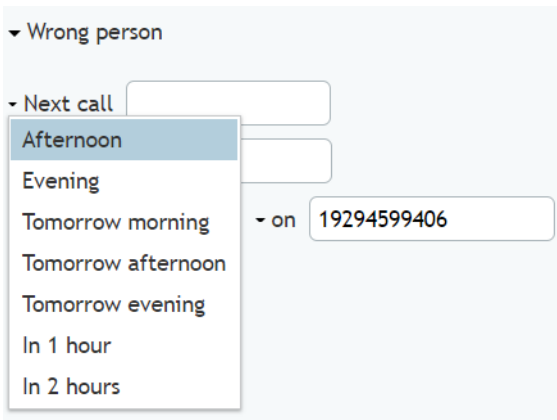 Wrong person
Next call
Afternoon
Evening
Tomorrow morning
on 19294599406
Tomorrow afternoon
Tomorrow evening
In 1 hour
In 2 hours